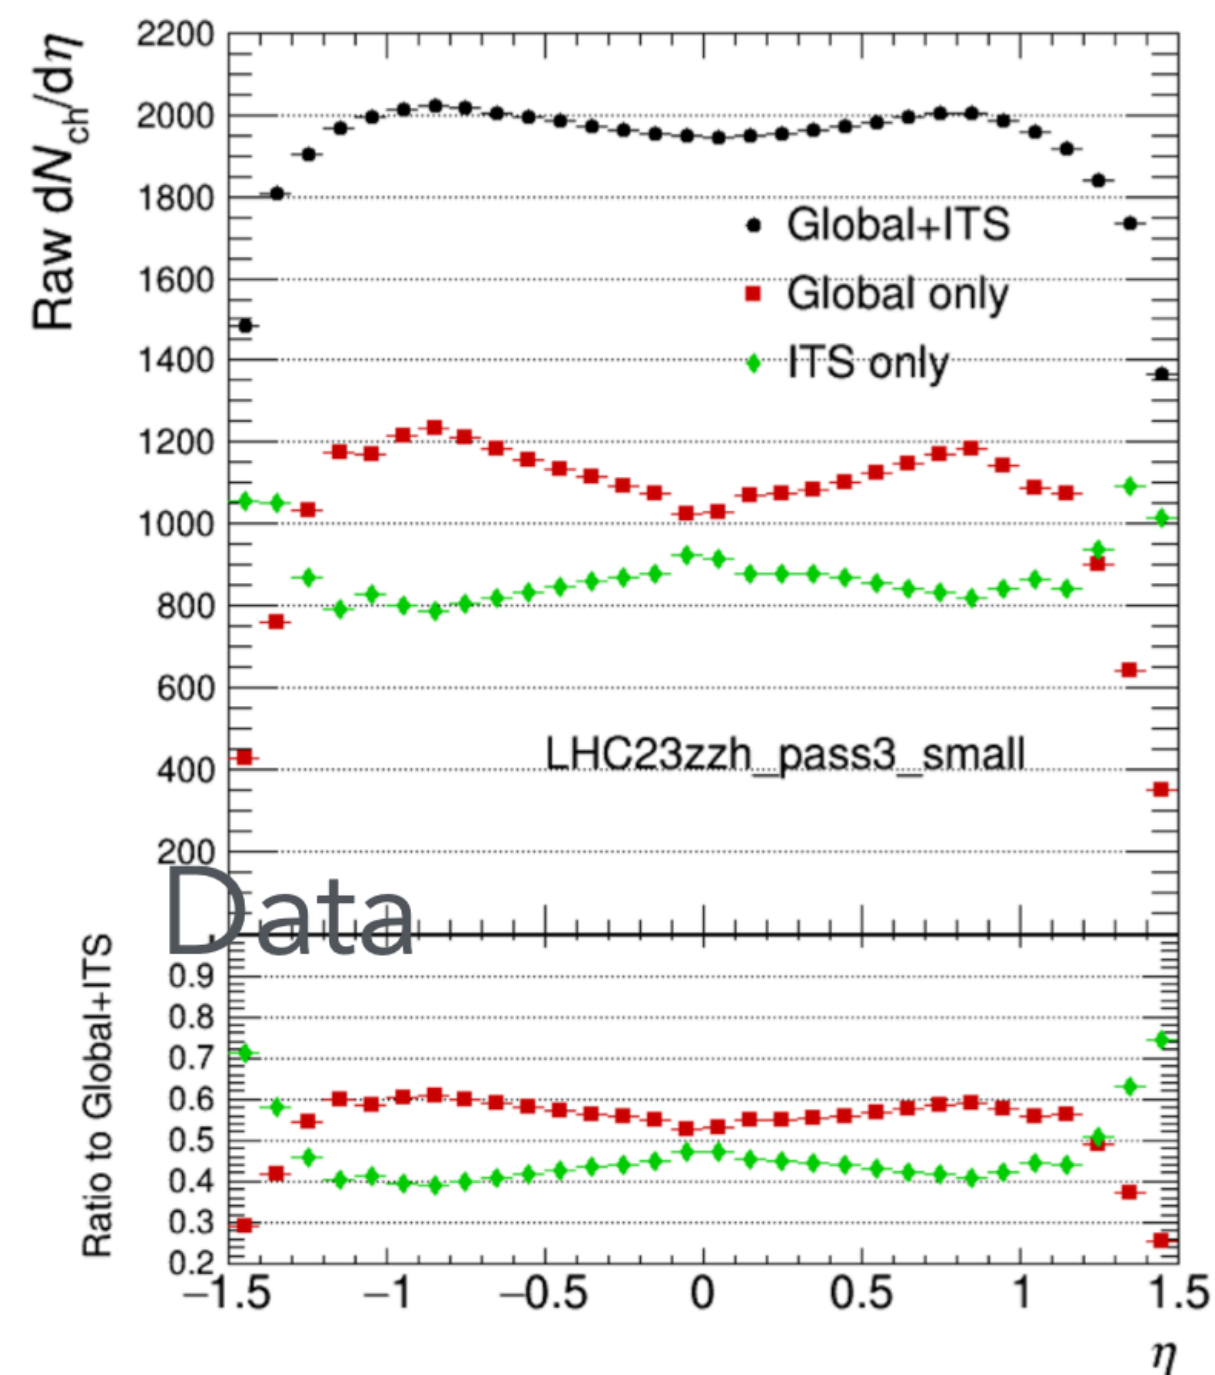 Raw dN_ch/dη
2200
2000
1800
1600
1400
1200
1000
800
600
400
200
Global+ITS
Global only
ITS only
LHC23zzh_pass3_small
Data
Ratio to Global+ITS
0.9
0.8
0.7
0.6
0.5
0.4
0.3
0.2
−1.5 −1 −0.5 0 0.5 1 1.5
η